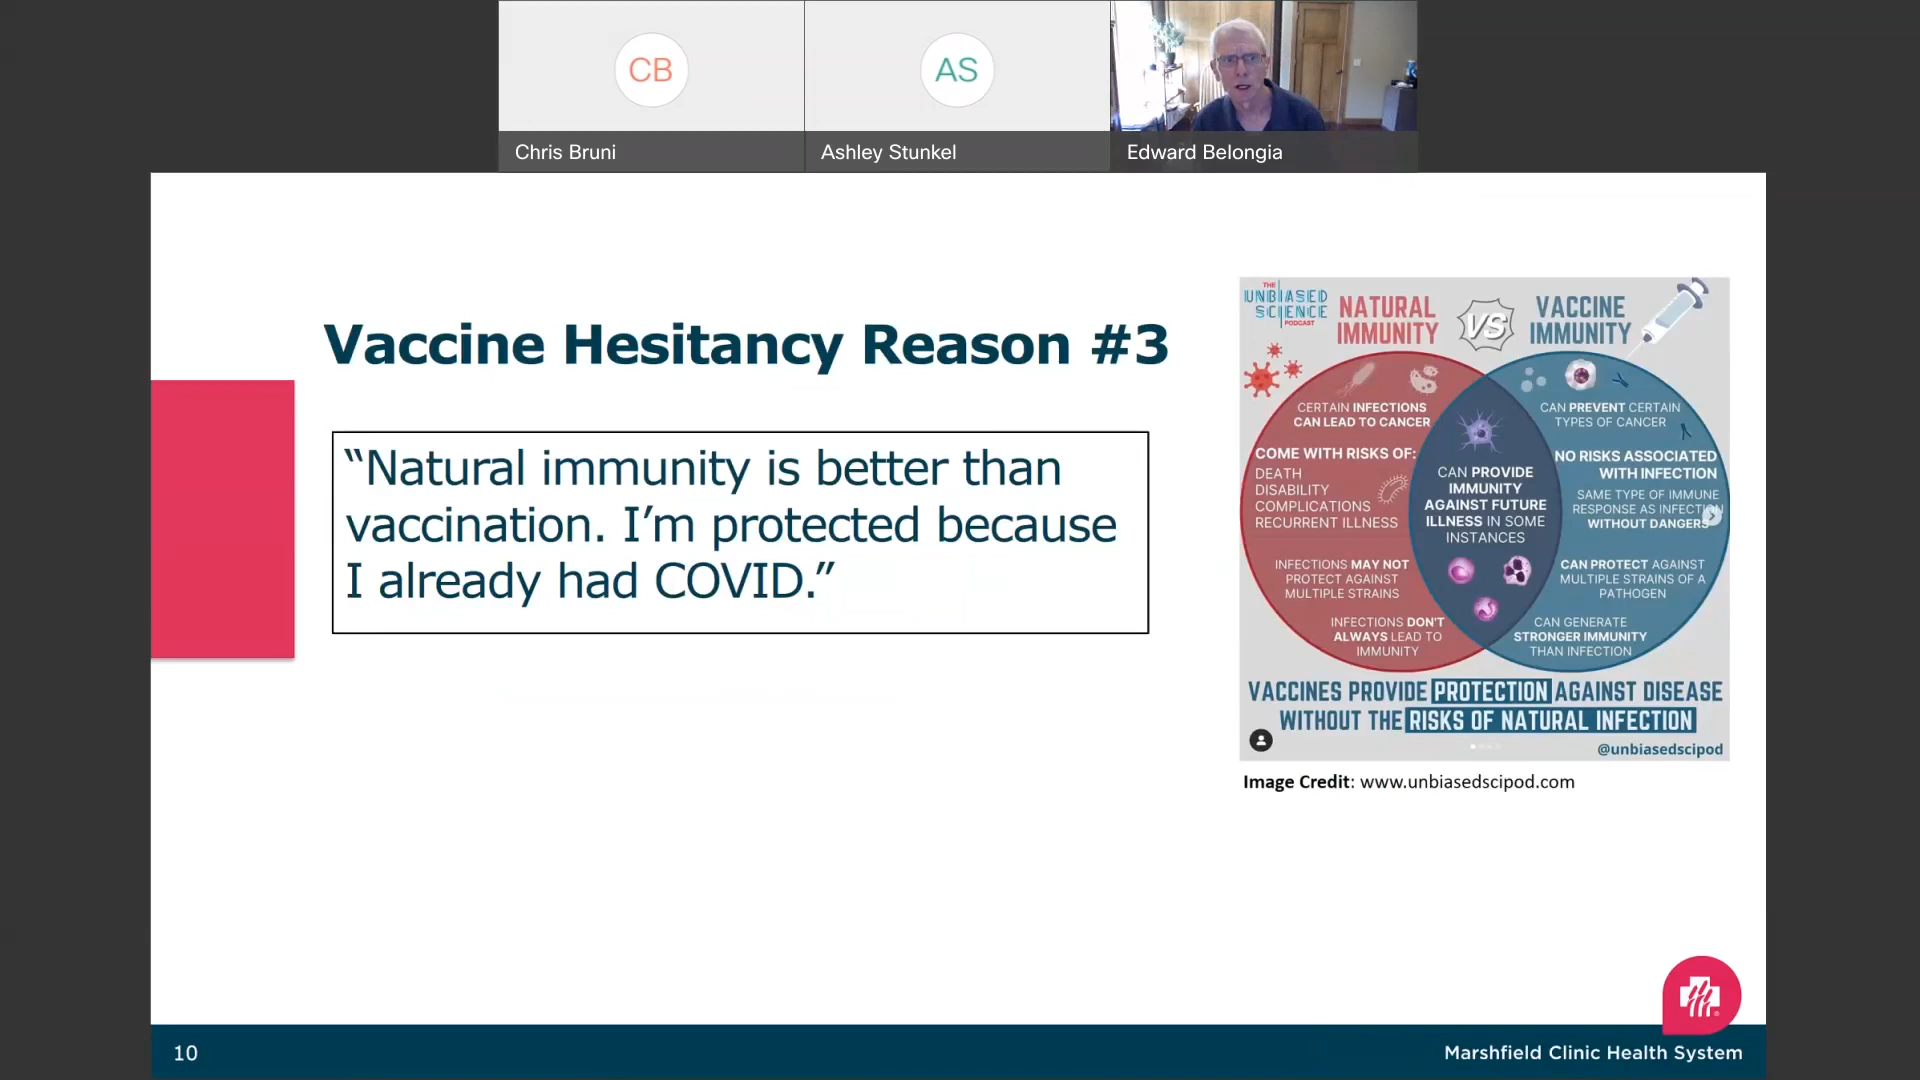 CB
AS
Chris Bruni
Ashley Stunkel
Edward Belongia
Vaccine Hesitancy Reason #3
“Natural immunity is better than
vaccination. I’m protected because
I already had COVID.”
THE
UNBIASED
SCIENCE
PODCAST
NATURAL
IMMUNITY
VS
VACCINE
IMMUNITY
CERTAIN INFECTIONS
CAN LEAD TO CANCER
COME WITH RISKS OF:
DEATH
DISABILITY
COMPLICATIONS
RECURRENT ILLNESS
INFECTIONS MAY NOT
PROTECT AGAINST
MULTIPLE STRAINS
INFECTIONS DON'T
ALWAYS LEAD TO
IMMUNITY
CAN PROVIDE
IMMUNITY
AGAINST FUTURE
ILLNESS IN SOME
INSTANCES
CAN PREVENT CERTAIN
TYPES OF CANCER
NO RISKS ASSOCIATED
WITH INFECTION
SAME TYPE OF IMMUNE
RESPONSE AS INFECTION
WITHOUT DANGERS
CAN PROTECT AGAINST
MULTIPLE STRAINS OF A
PATHOGEN
CAN GENERATE
STRONGER IMMUNITY
THAN INFECTION
VACCINES PROVIDE PROTECTION AGAINST DISEASE
WITHOUT THE RISKS OF NATURAL INFECTION
@unbiasedscipod
Image Credit: www.unbiasedscipod.com
10
Marshfield Clinic Health System